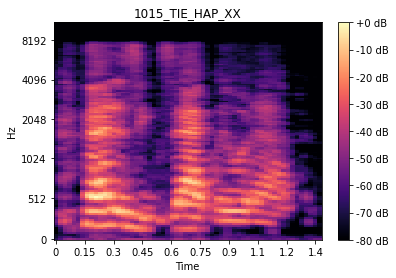 1015_TIE_HAP_XX
Hz
8192
4096
2048
1024
512
0
0 0.15 0.3 0.45 0.6 0.75 0.9 1.1 1.2 1.4
Time
+0 dB
-10 dB
-20 dB
-30 dB
-40 dB
-50 dB
-60 dB
-70 dB
-80 dB